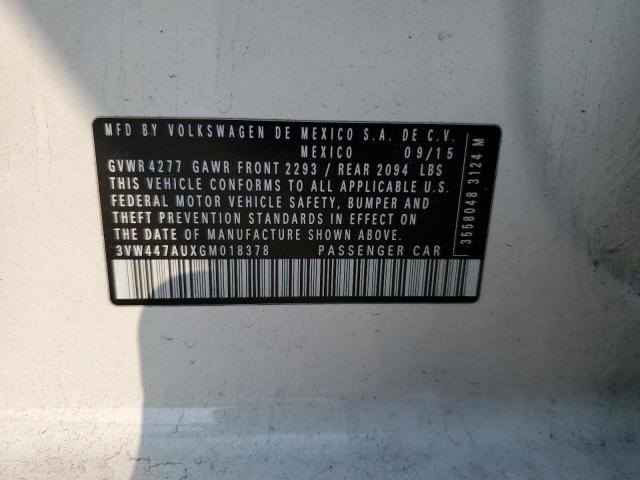 MFD BY VOLKSWAGEN DE MEXICO S.A. DE C.V.
MEXICO 09/15
GVWR 4277 GAWR FRONT 2293 / REAR 2094 LBS
THIS VEHICLE CONFORMS TO ALL APPLICABLE U.S.
FEDERAL MOTOR VEHICLE SAFETY, BUMPER AND
THEFT PREVENTION STANDARDS IN EFFECT ON
THE DATE OF MANUFACTURE SHOWN ABOVE.
3VW447AUXGM018378 PASSENGER CAR
3558048 3124 M